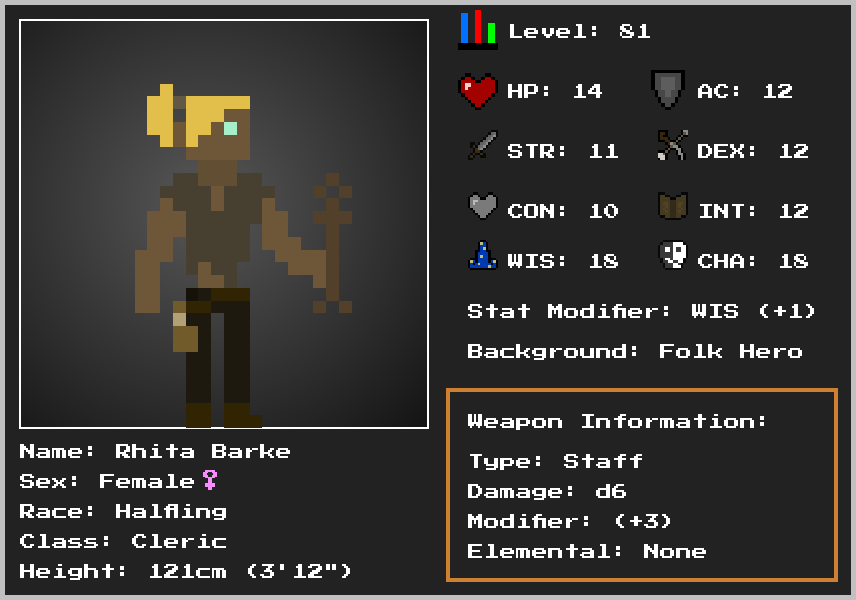 Level: 81
HP: 14
AC: 12
STR: 11
DEX: 12
CON: 10
INT: 12
WIS: 18
CHA: 18
Stat Modifier: WIS (+1)
Background: Folk Hero
Weapon Information:
Type: Staff
Damage: d6
Modifier: (+3)
Elemental: None
Name: Rhita Barke
Sex: Female♀
Race: Halfling
Class: Cleric
Height: 121cm (3'12")